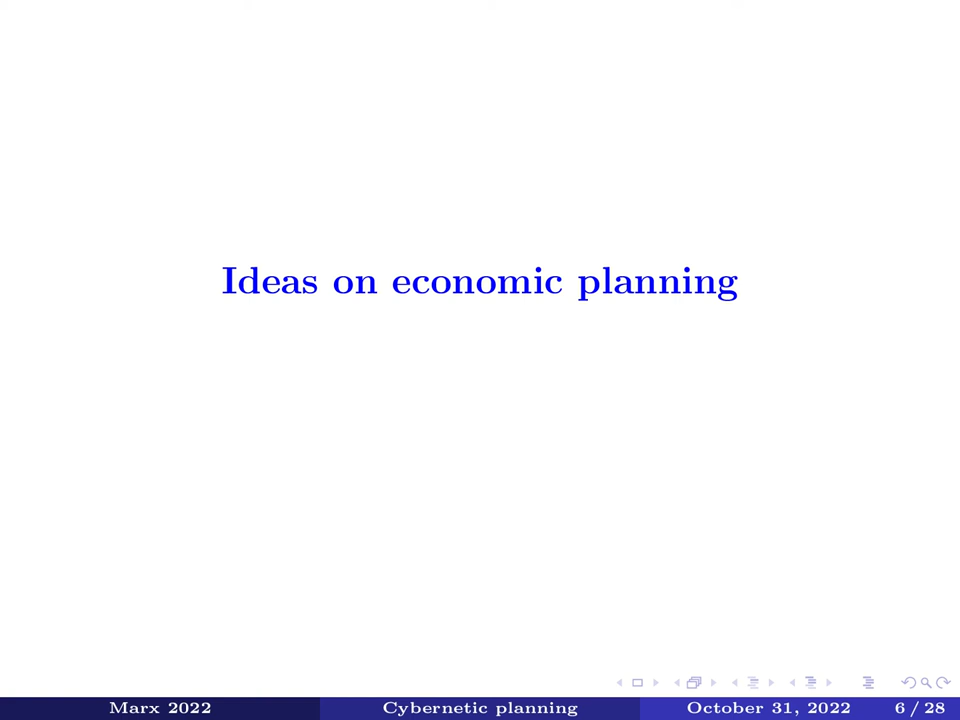 Ideas on economic planning
Marx 2022 Cybernetic planning October 31, 2022 6 / 28